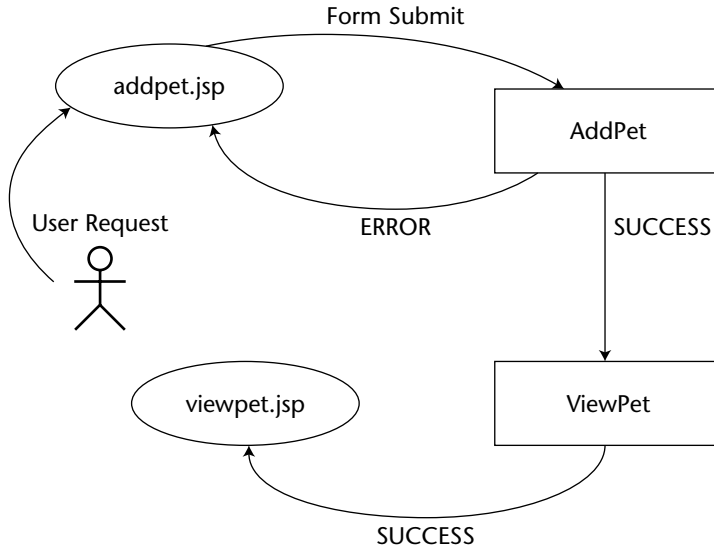 Form Submit
addpet.jsp
AddPet
User Request
ERROR
SUCCESS
viewpet.jsp
ViewPet
SUCCESS